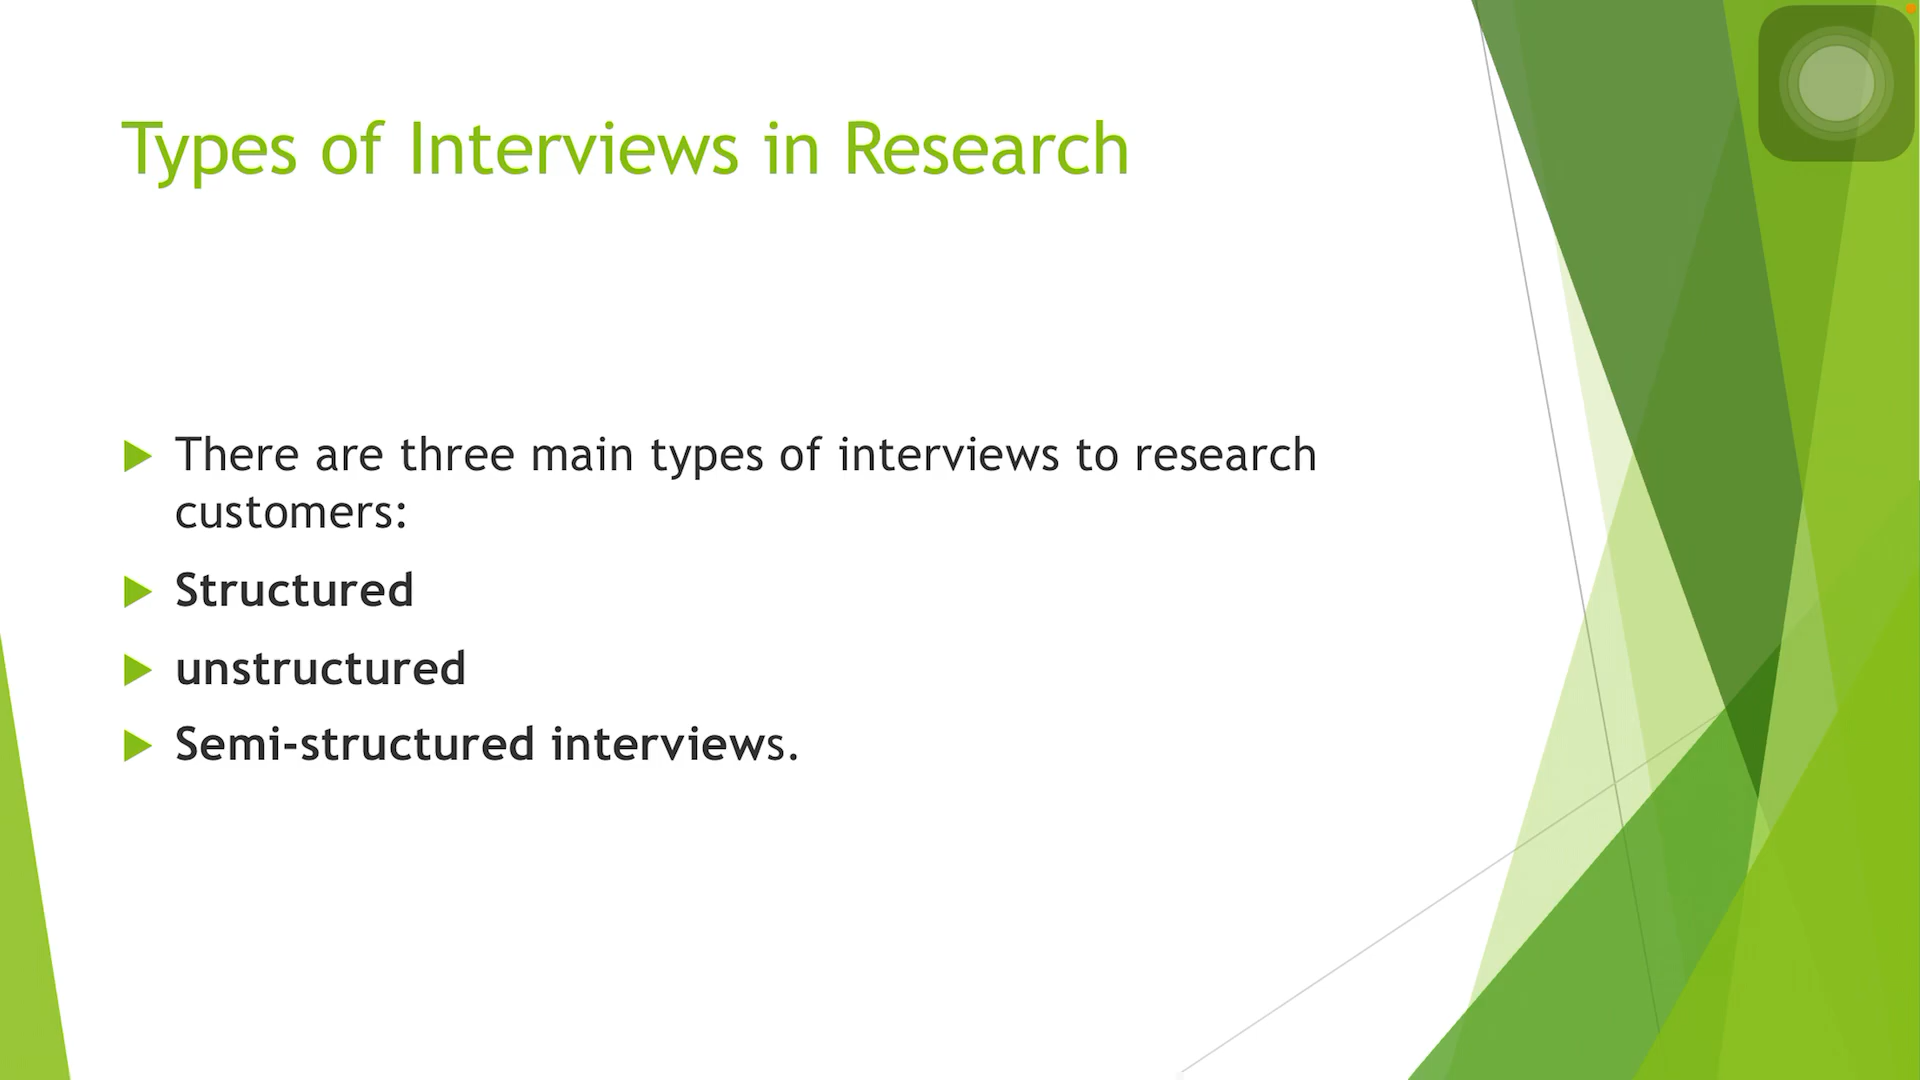 Types of Interviews in Research
There are three main types of interviews to research
customers:
Structured
unstructured
Semi-structured interviews.